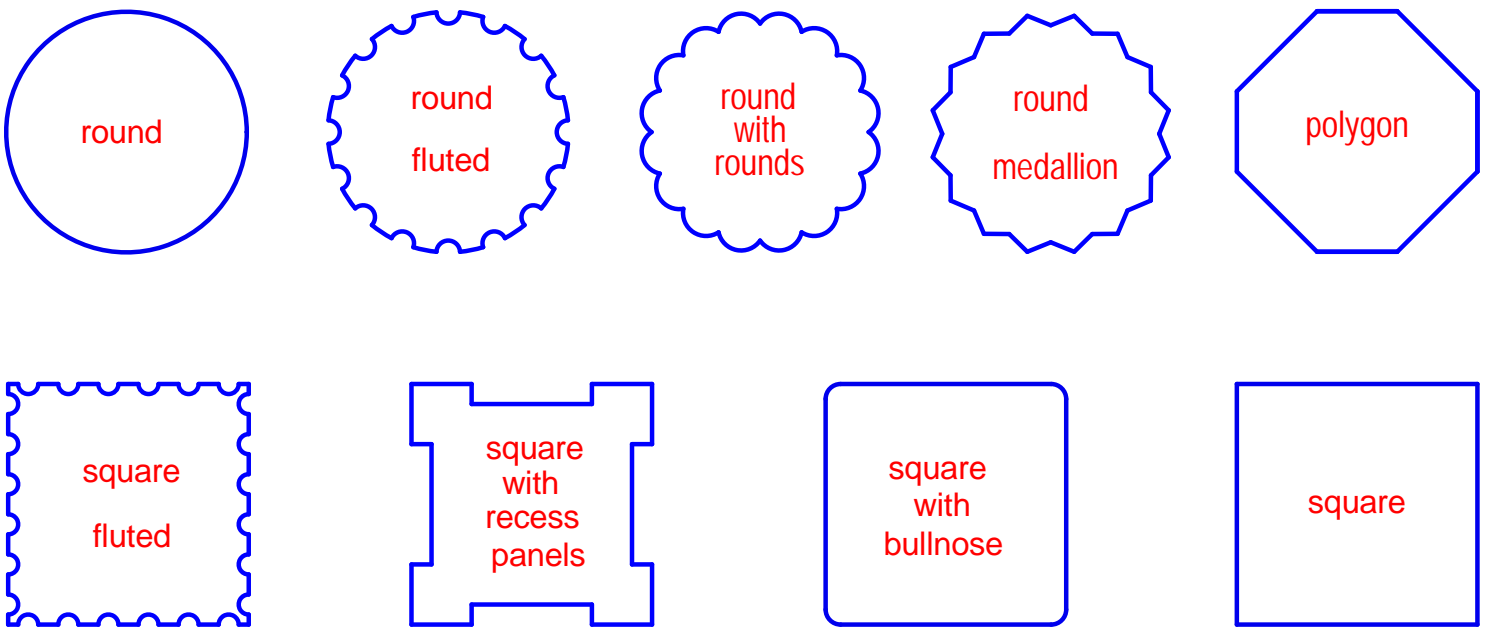 round
round
fluted
round
with
rounds
round
medallion
polygon
square
fluted
square
with
recess
panels
square
with
bullnose
square